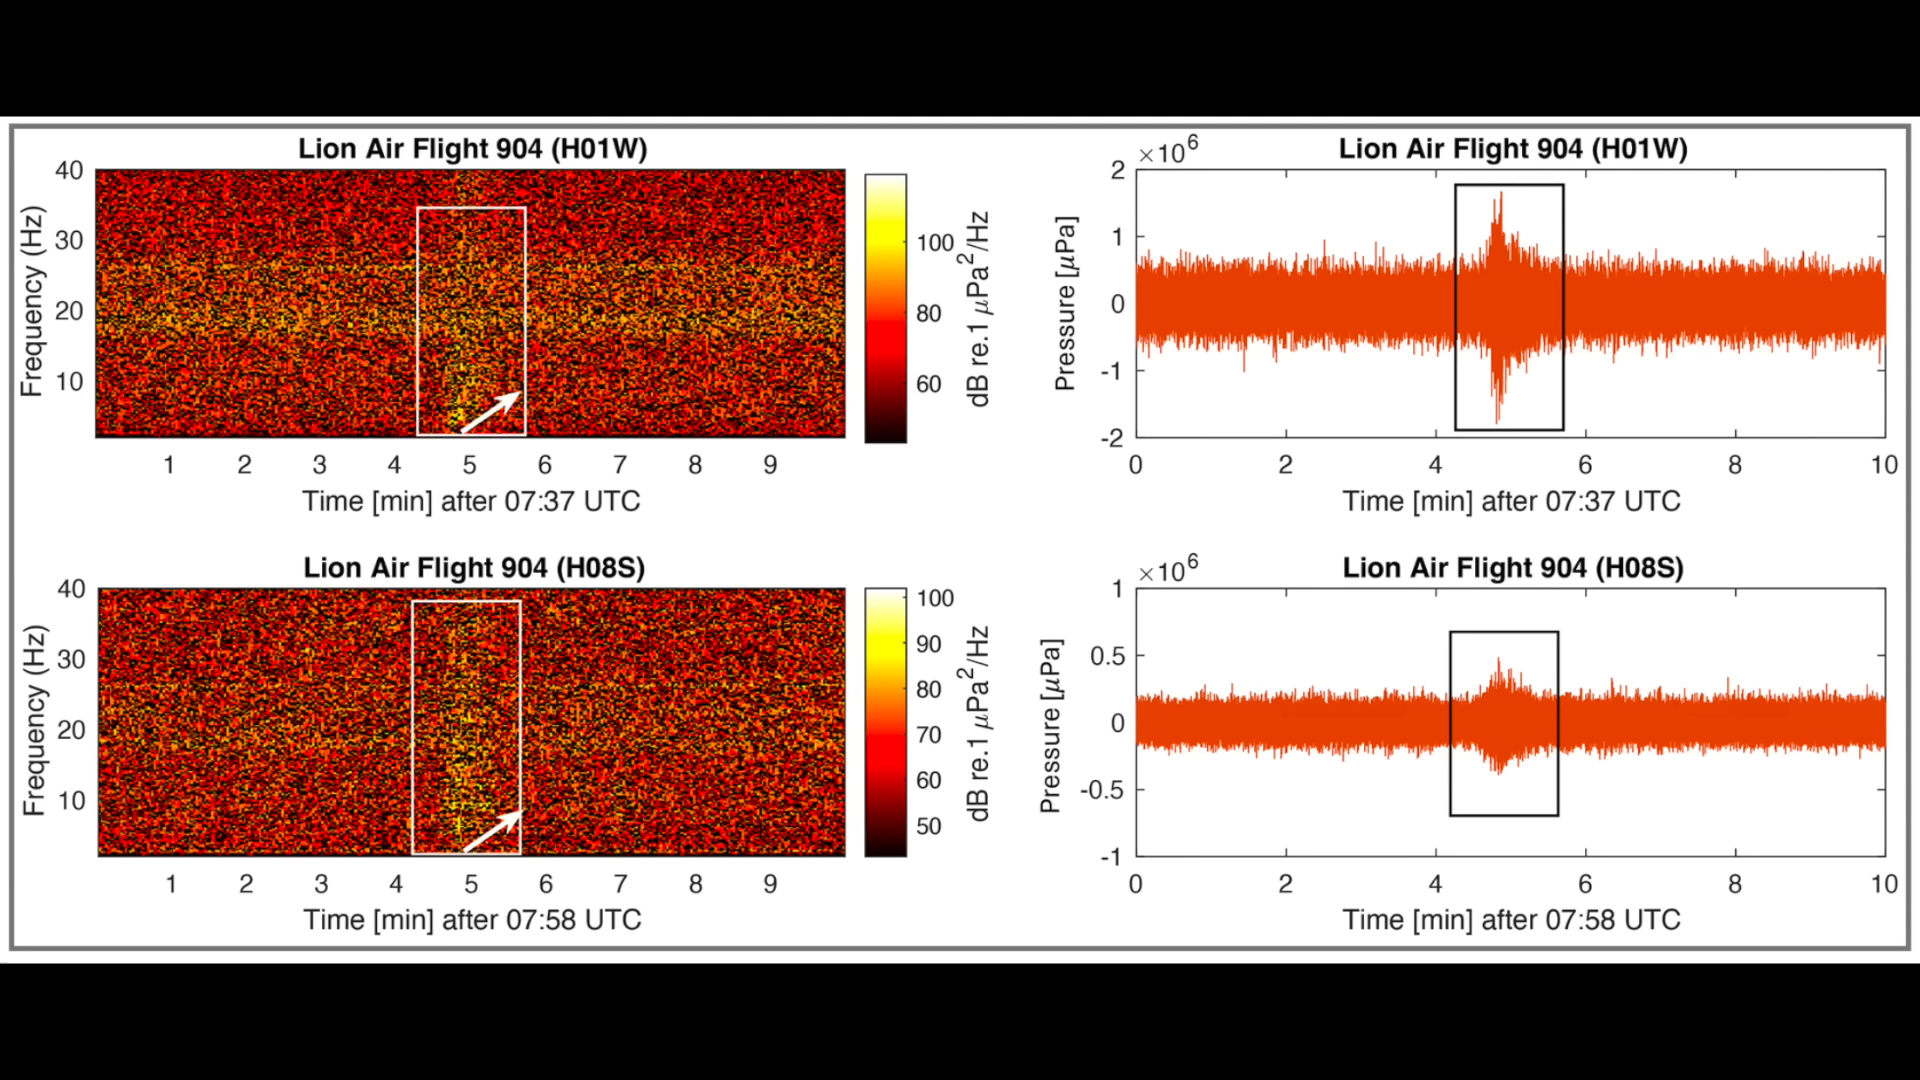 Lion Air Flight 904 (H01W)
40
30
20
10
Frequency (Hz)
1 2 3 4 5 6 7 8 9
Time [min] after 07:37 UTC
100
80
60
dB re.1 μPa²/Hz
Lion Air Flight 904 (H01W)
×10⁶
2
1
0
-1
-2
Pressure [μPa]
0 2 4 6 8 10
Time [min] after 07:37 UTC
Lion Air Flight 904 (H08S)
40
30
20
10
Frequency (Hz)
1 2 3 4 5 6 7 8 9
Time [min] after 07:58 UTC
100
90
80
70
60
50
dB re.1 μPa²/Hz
Lion Air Flight 904 (H08S)
×10⁶
1
0.5
0
-0.5
-1
Pressure [μPa]
0 2 4 6 8 10
Time [min] after 07:58 UTC